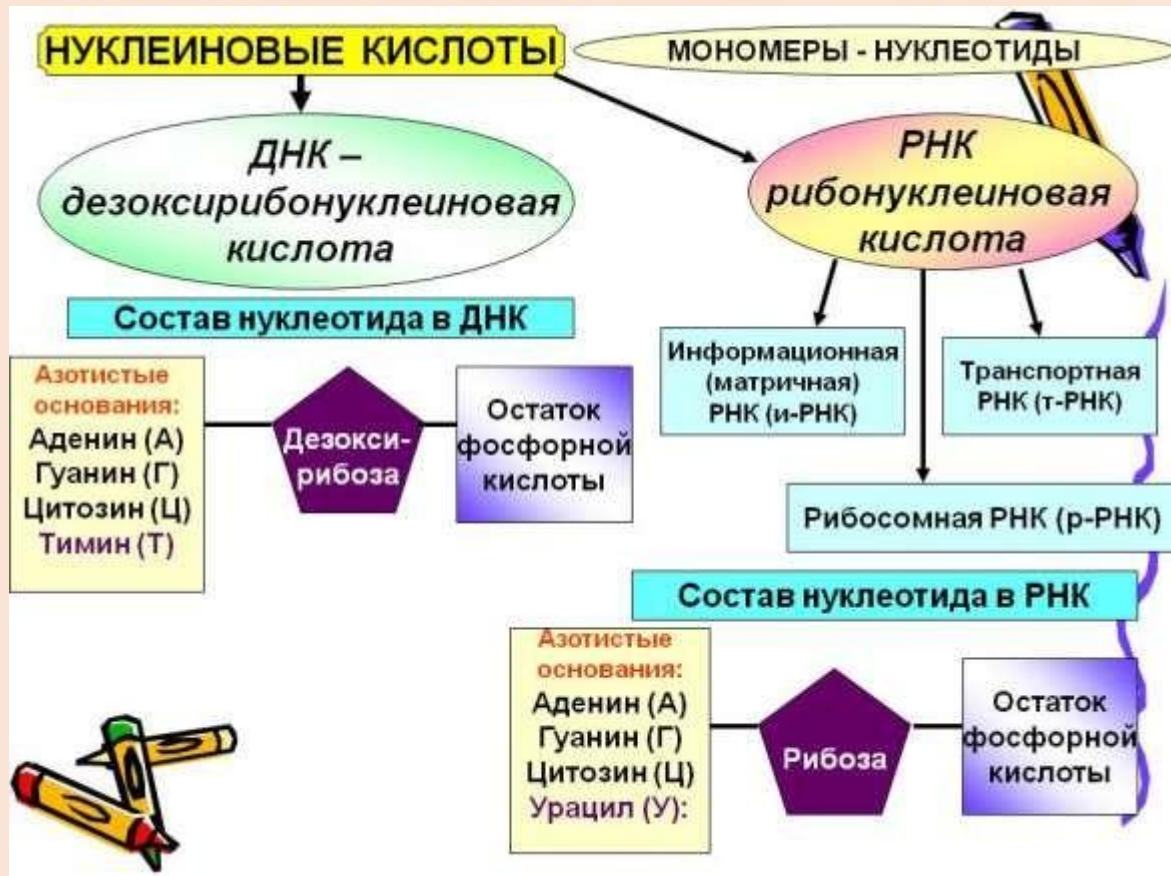 НУКЛЕИНОВЫЕ КИСЛОТЫ
МОНОМЕРЫ - НУКЛЕОТИДЫ
ДНК –
дезоксирибонуклеиновая
кислота
РНК
рибонуклеиновая
кислота
Состав нуклеотида в ДНК
Азотистые
основания:
Аденин (А)
Гуанин (Г)
Цитозин (Ц)
Тимин (Т)
Дезокси-
рибоза
Остаток
фосфорной
кислоты
Информационная
(матричная)
РНК (и-РНК)
Транспортная
РНК (т-РНК)
Рибосомная РНК (р-РНК)
Состав нуклеотида в РНК
Азотистые
основания:
Аденин (А)
Гуанин (Г)
Цитозин (Ц)
Урацил (У):
Рибоза
Остаток
фосфорной
кислоты